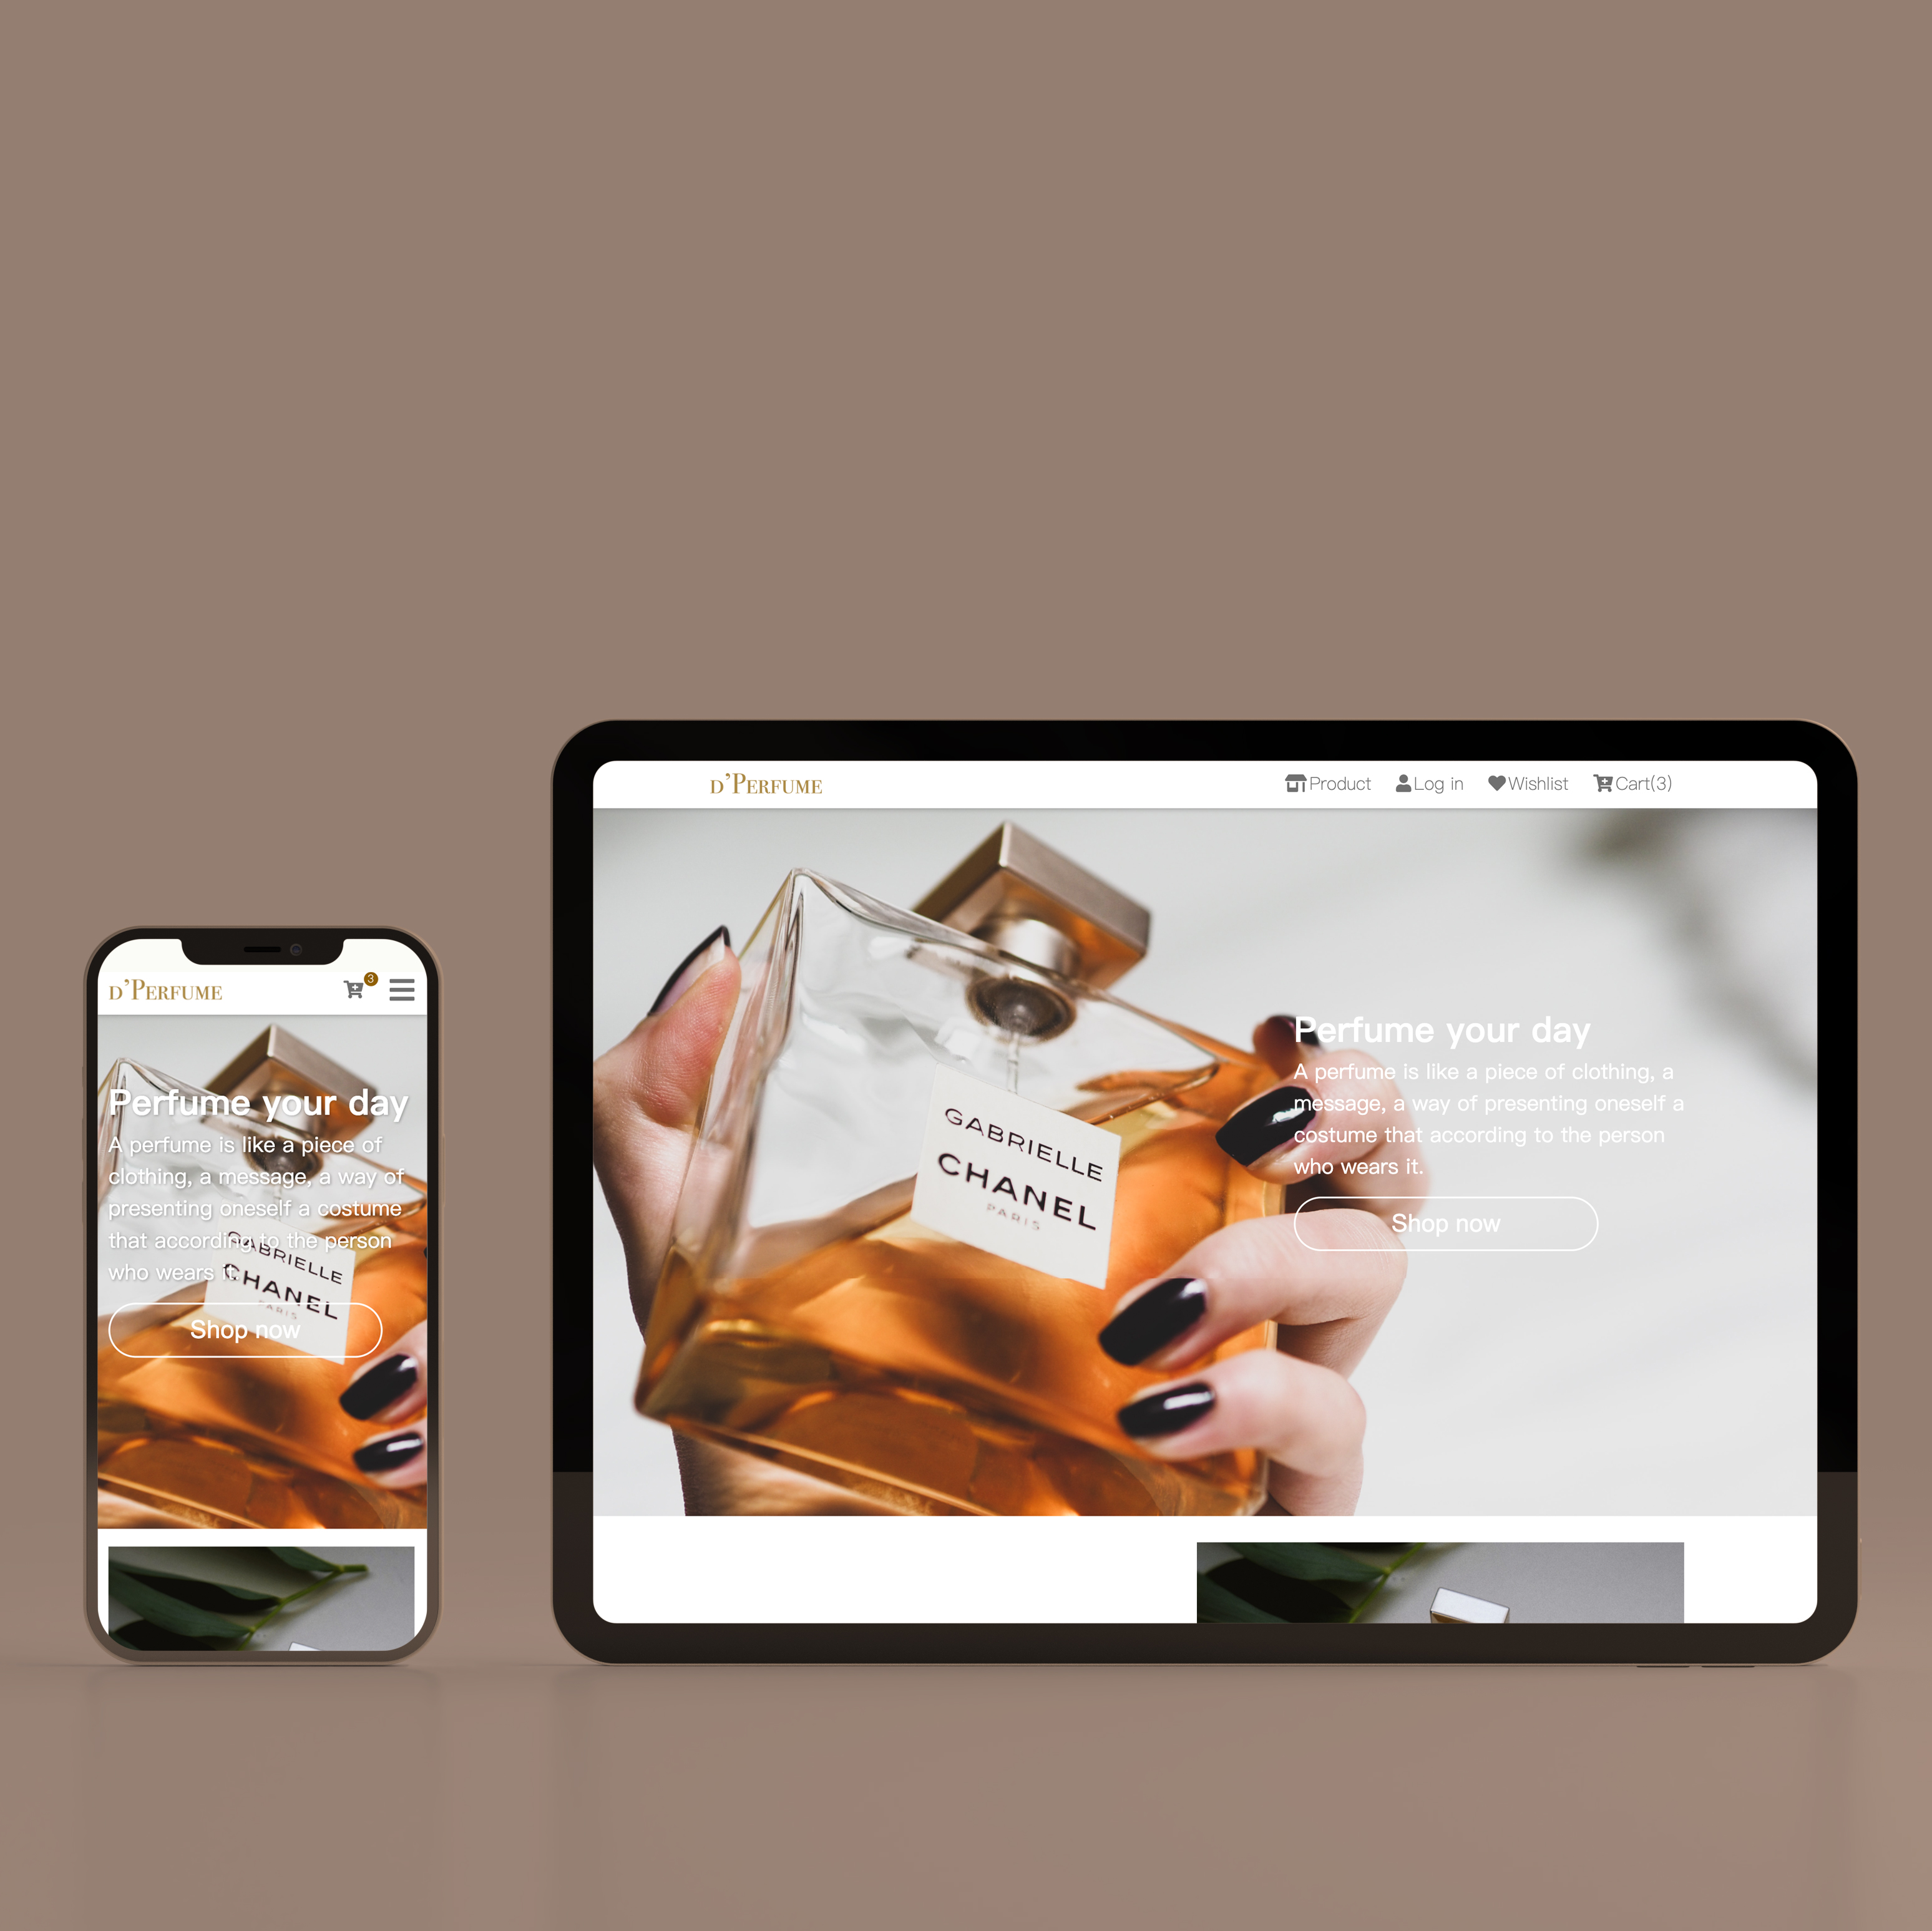 D’PERFUME
3
Perfume your day
A perfume is like a piece of
clothing, a message, a way of
presenting oneself a costume
that according to the person
who wears it.
GABRIELLE
CHANEL
PARIS
Shop now
D’PERFUME
Product
Log in
Wishlist
Cart(3)
Perfume your day
A perfume is like a piece of clothing, a
message, a way of presenting oneself a
costume that according to the person
who wears it.
Shop now
GABRIELLE
CHANEL
PARIS